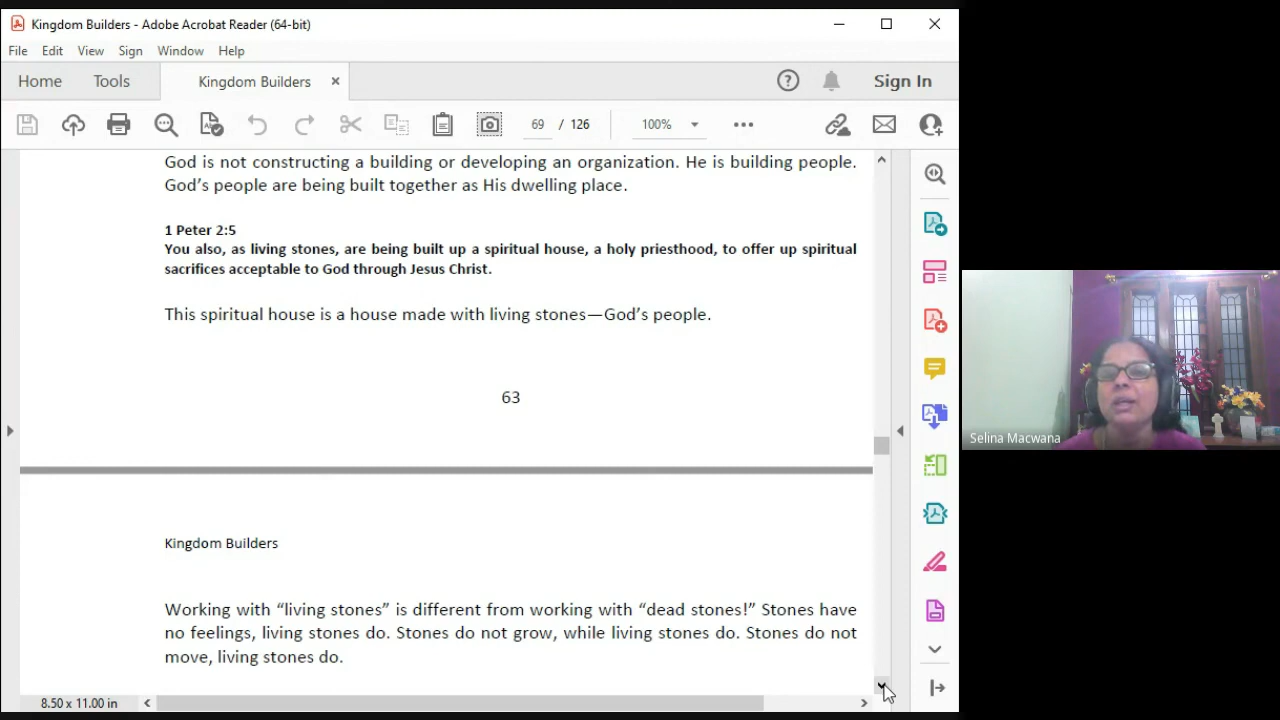 Kingdom Builders - Adobe Acrobat Reader (64-bit)
File Edit View Sign Window Help
Home Tools Kingdom Builders × Sign In
69 / 126 100%
God is not constructing a building or developing an organization. He is building people.
God’s people are being built together as His dwelling place.
1 Peter 2:5
You also, as living stones, are being built up a spiritual house, a holy priesthood, to offer up spiritual
sacrifices acceptable to God through Jesus Christ.
This spiritual house is a house made with living stones—God’s people.
63
Kingdom Builders
Working with “living stones” is different from working with “dead stones!” Stones have
no feelings, living stones do. Stones do not grow, while living stones do. Stones do not
move, living stones do.
8.50 x 11.00 in
Selina Macwana